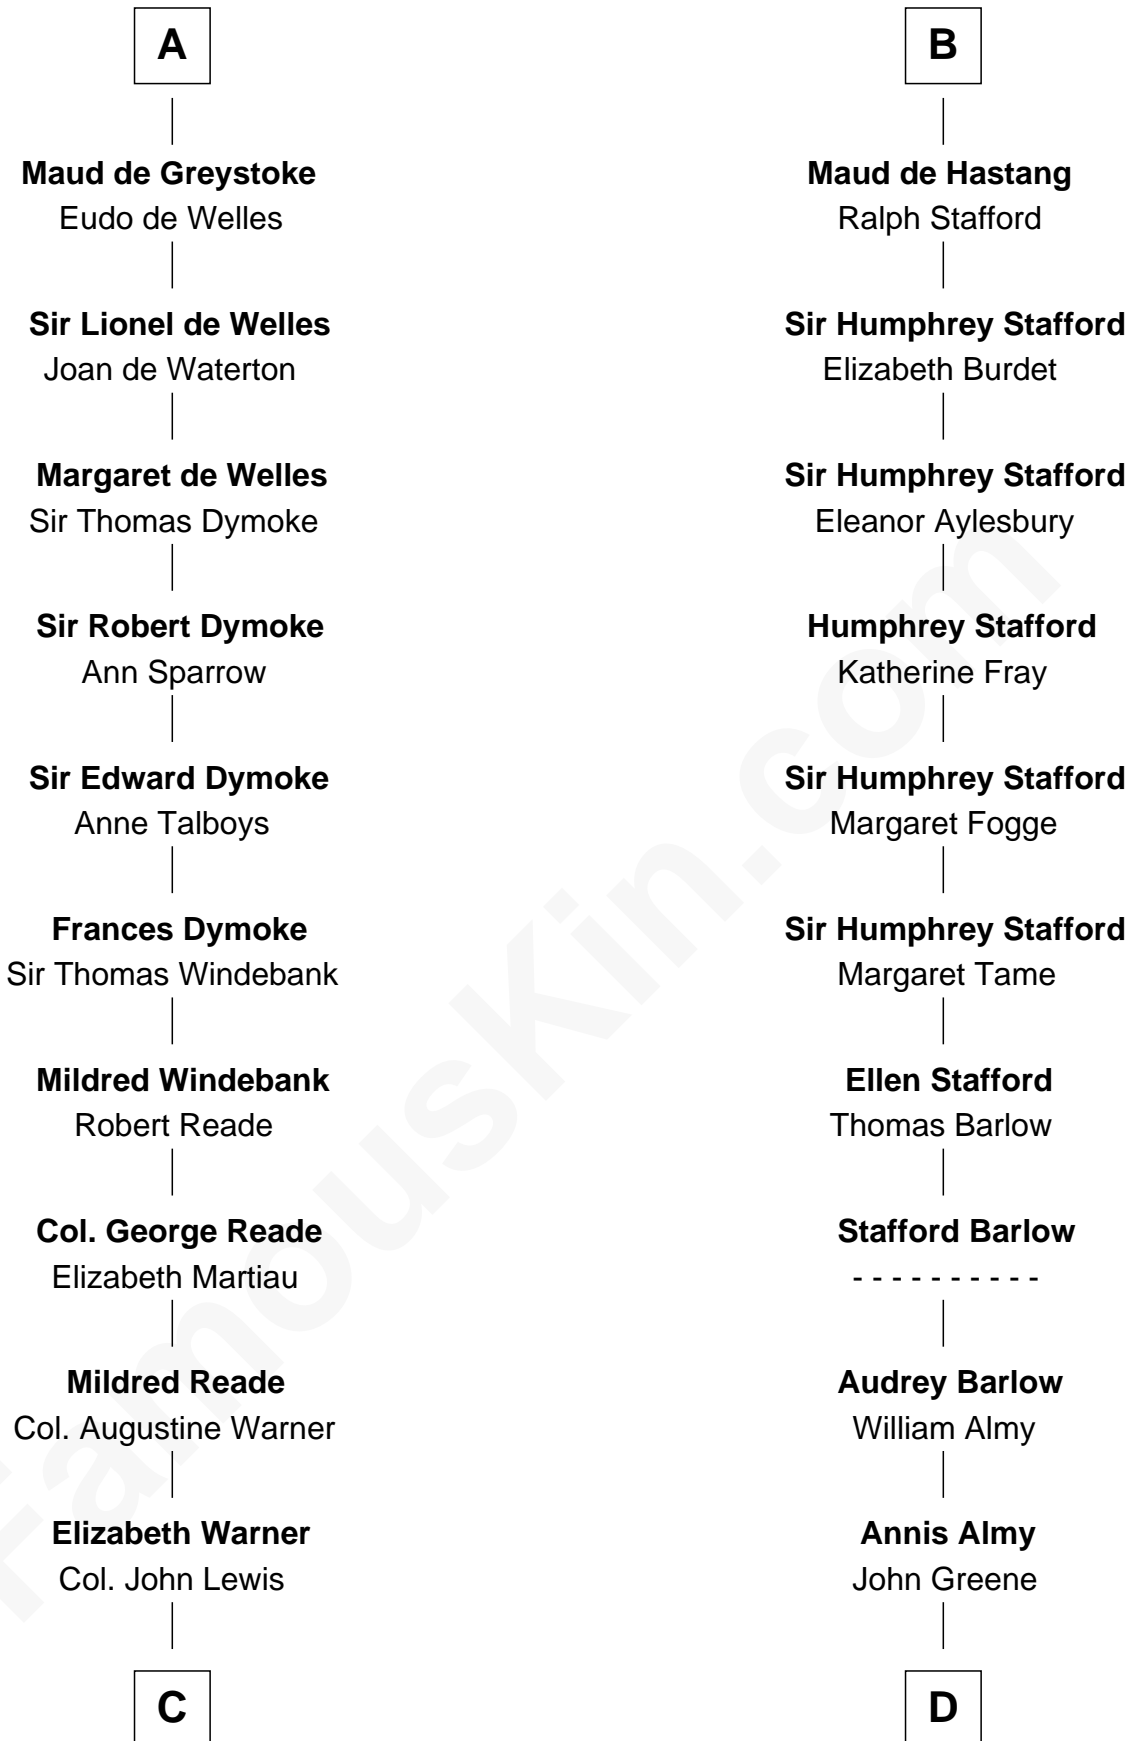 A
Maud de Greystoke
Eudo de Welles
Sir Lionel de Welles
Joan de Waterton
Margaret de Welles
Sir Thomas Dymoke
Sir Robert Dymoke
Ann Sparrow
Sir Edward Dymoke
Anne Talboys
Frances Dymoke
Sir Thomas Windebank
Mildred Windebank
Robert Reade
Col. George Reade
Elizabeth Martiau
Mildred Reade
Col. Augustine Warner
Elizabeth Warner
Col. John Lewis
C
B
Maud de Hastang
Ralph Stafford
Sir Humphrey Stafford
Elizabeth Burdet
Sir Humphrey Stafford
Eleanor Aylesbury
Humphrey Stafford
Katherine Fray
Sir Humphrey Stafford
Margaret Fogge
Sir Humphrey Stafford
Margaret Tame
Ellen Stafford
Thomas Barlow
Stafford Barlow
- - - - - - - - - -
Audrey Barlow
William Almy
Annis Almy
John Greene
D
FamousKin.com